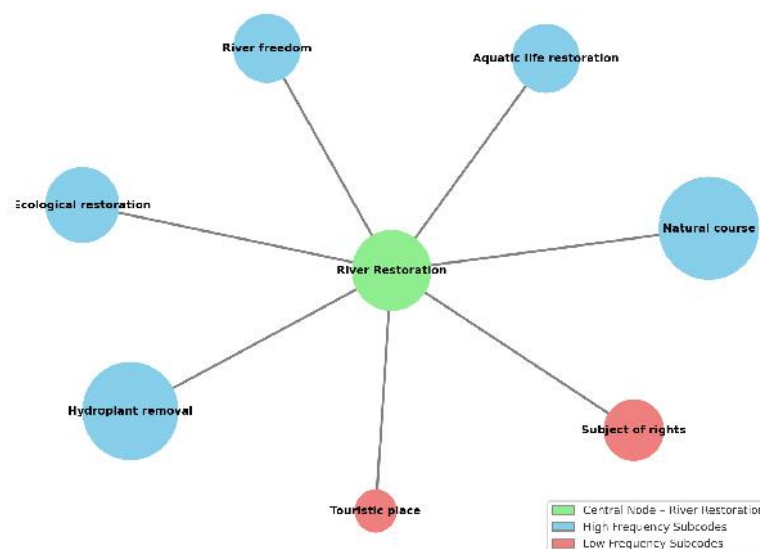 River freedom
Aquatic life restoration
Ecological restoration
Natural course
River Restoration
Hydroplant removal
Subject of rights
Touristic place
Central Node – River Restoration
High Frequency Subcodes
Low Frequency Subcodes